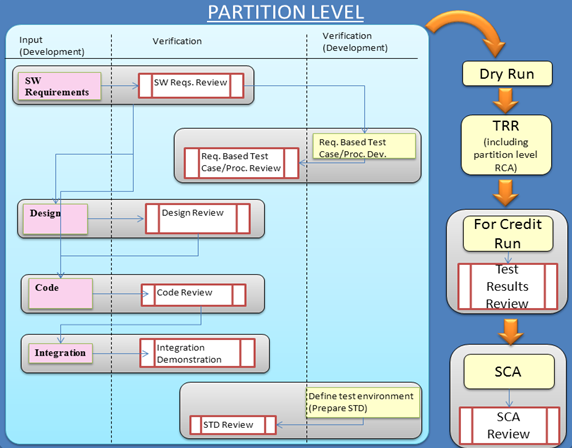 PARTITION LEVEL
Input
(Development)
Verification
Verification
(Development)
SW
Requirements
SW Reqs. Review
Req. Based Test
Case/Proc. Dev.
Req. Based Test
Case/Proc. Review
Design
Design Review
Code
Code Review
Integration
Integration
Demonstration
Define test environment
(Prepare STD)
STD Review
Dry Run
TRR
(including
partition level
RCA)
For Credit
Run
Test
Results
Review
SCA
SCA
Review